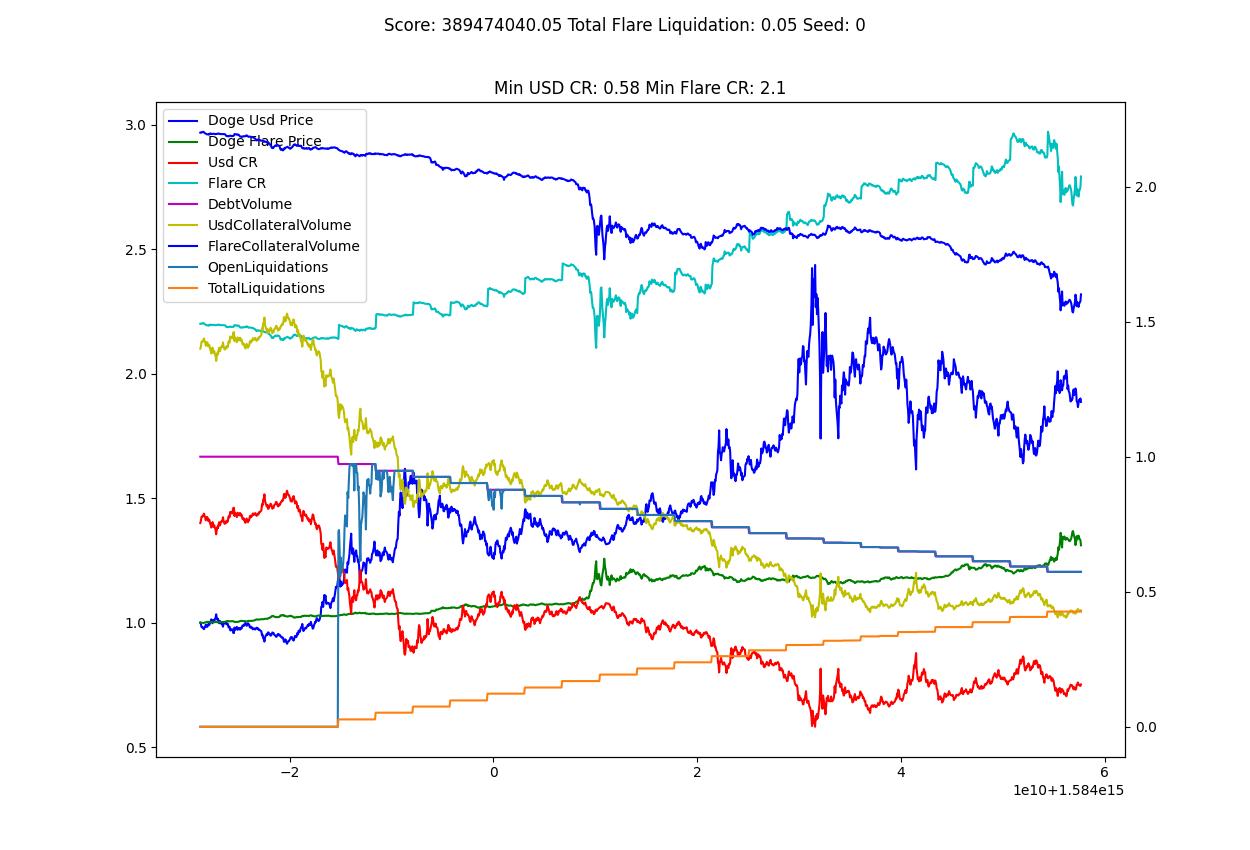 Score: 389474040.05 Total Flare Liquidation: 0.05 Seed: 0
Min USD CR: 0.58 Min Flare CR: 2.1
Doge Usd Price
Doge Flare Price
Usd CR
Flare CR
DebtVolume
UsdCollateralVolume
FlareCollateralVolume
OpenLiquidations
TotalLiquidations
3.0
2.5
2.0
1.5
1.0
0.5
2.0
1.5
1.0
0.5
0.0
−2 0 2 4 6
1e10+1.584e15